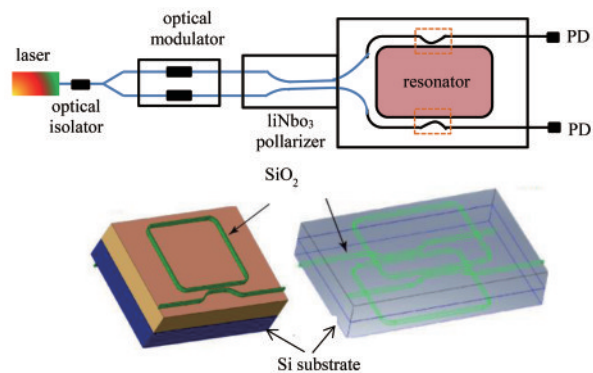 optical
modulator
laser
optical
isolator
liNbo₃
pollarizer
resonator
PD
PD
SiO₂
Si substrate